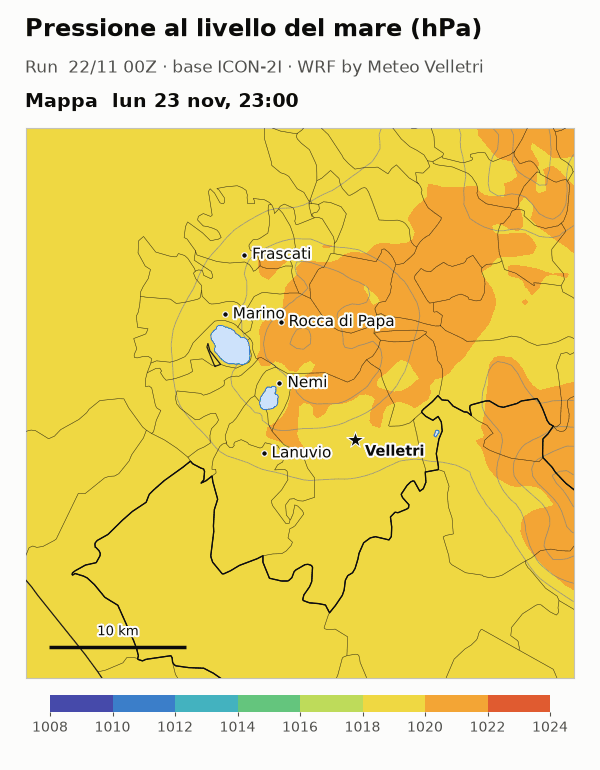 Pressione al livello del mare (hPa)
Run  22/11 00Z · base ICON-2I · WRF by Meteo Velletri
Mappa  lun 23 nov, 23:00
Frascati
Marino
Rocca di Papa
Nemi
Velletri
Lanuvio
10 km
1008 1010 1012 1014 1016 1018 1020 1022 1024